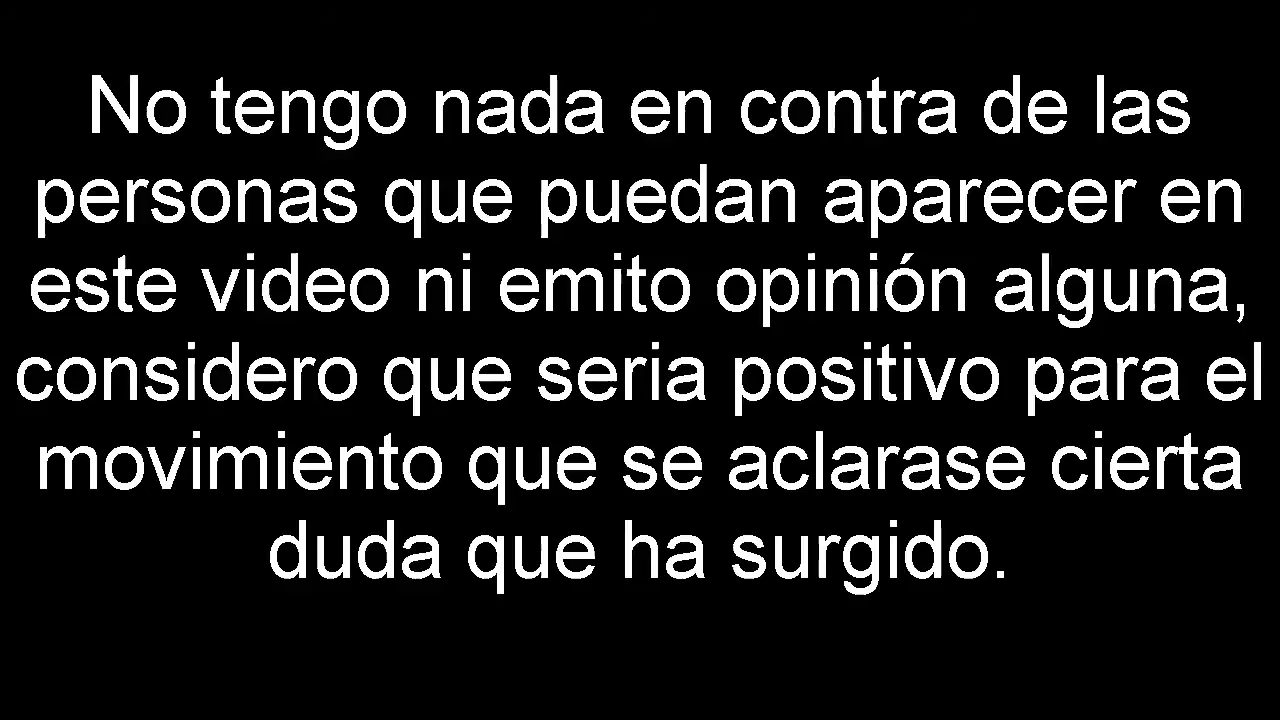 No tengo nada en contra de las
personas que puedan aparecer en
este video ni emito opinión alguna,
considero que seria positivo para el
movimiento que se aclarase cierta
duda que ha surgido.